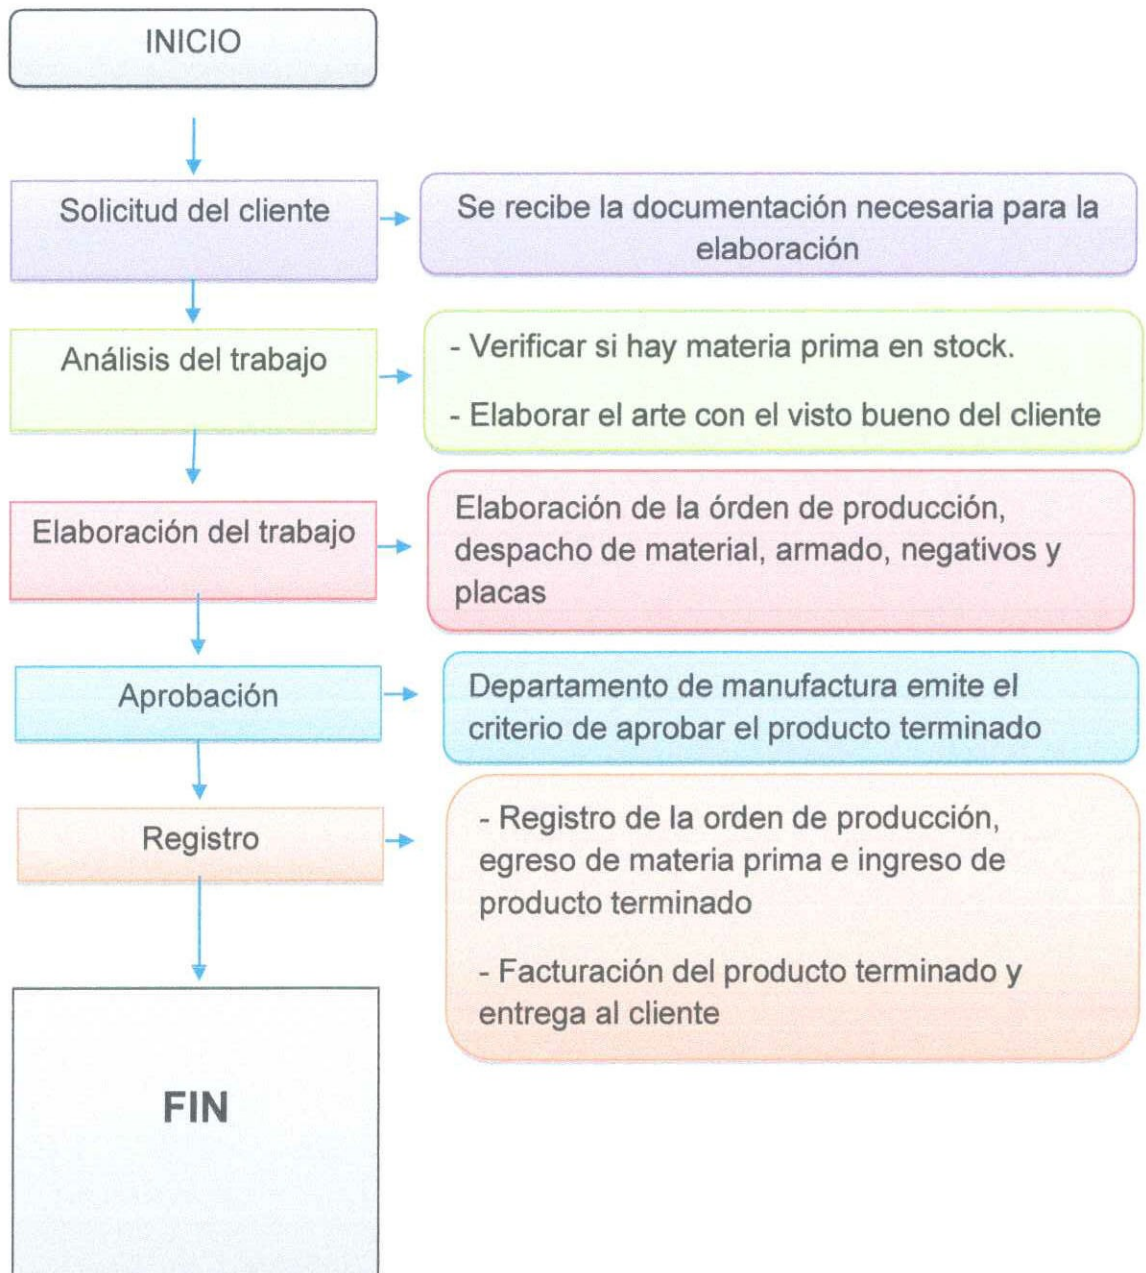 INICIO
Solicitud del cliente
Se recibe la documentación necesaria para la
elaboración
Análisis del trabajo
- Verificar si hay materia prima en stock.
- Elaborar el arte con el visto bueno del cliente
Elaboración del trabajo
Elaboración de la órden de producción,
despacho de material, armado, negativos y
placas
Aprobación
Departamento de manufactura emite el
criterio de aprobar el producto terminado
Registro
- Registro de la orden de producción,
egreso de materia prima e ingreso de
producto terminado
- Facturación del producto terminado y
entrega al cliente
FIN